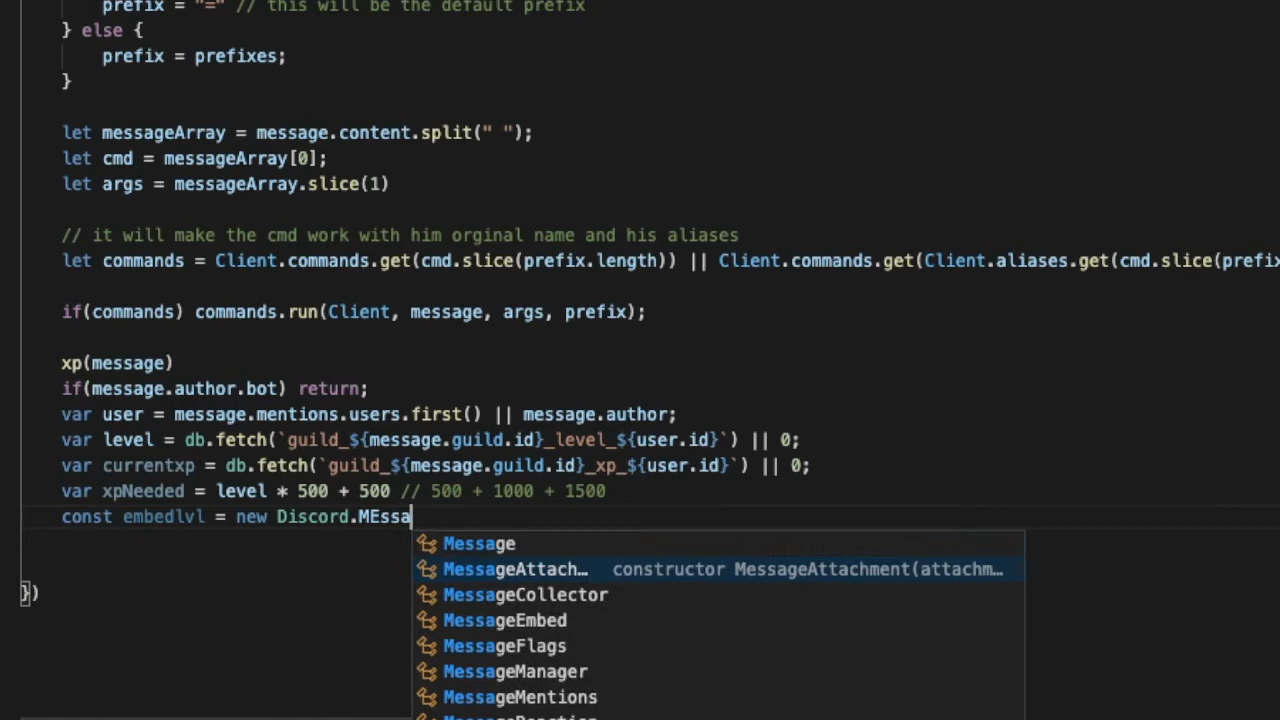 prefix = "=" // this will be the default prefix
} else {
prefix = prefixes;
}
let messageArray = message.content.split(" ");
let cmd = messageArray[0];
let args = messageArray.slice(1)
// it will make the cmd work with him orginal name and his aliases
let commands = Client.commands.get(cmd.slice(prefix.length)) || Client.commands.get(Client.aliases.get(cmd.slice(prefix
if(commands) commands.run(Client, message, args, prefix);
xp(message)
if(message.author.bot) return;
var user = message.mentions.users.first() || message.author;
var level = db.fetch(`guild_${message.guild.id}_level_${user.id}`) || 0;
var currentxp = db.fetch(`guild_${message.guild.id}_xp_${user.id}`) || 0;
var xpNeeded = level * 500 + 500 // 500 + 1000 + 1500
const embedlvl = new Discord.MEssa
Message
MessageAttach… constructor MessageAttachment(attachm…
MessageCollector
})
MessageEmbed
MessageFlags
MessageManager
MessageMentions